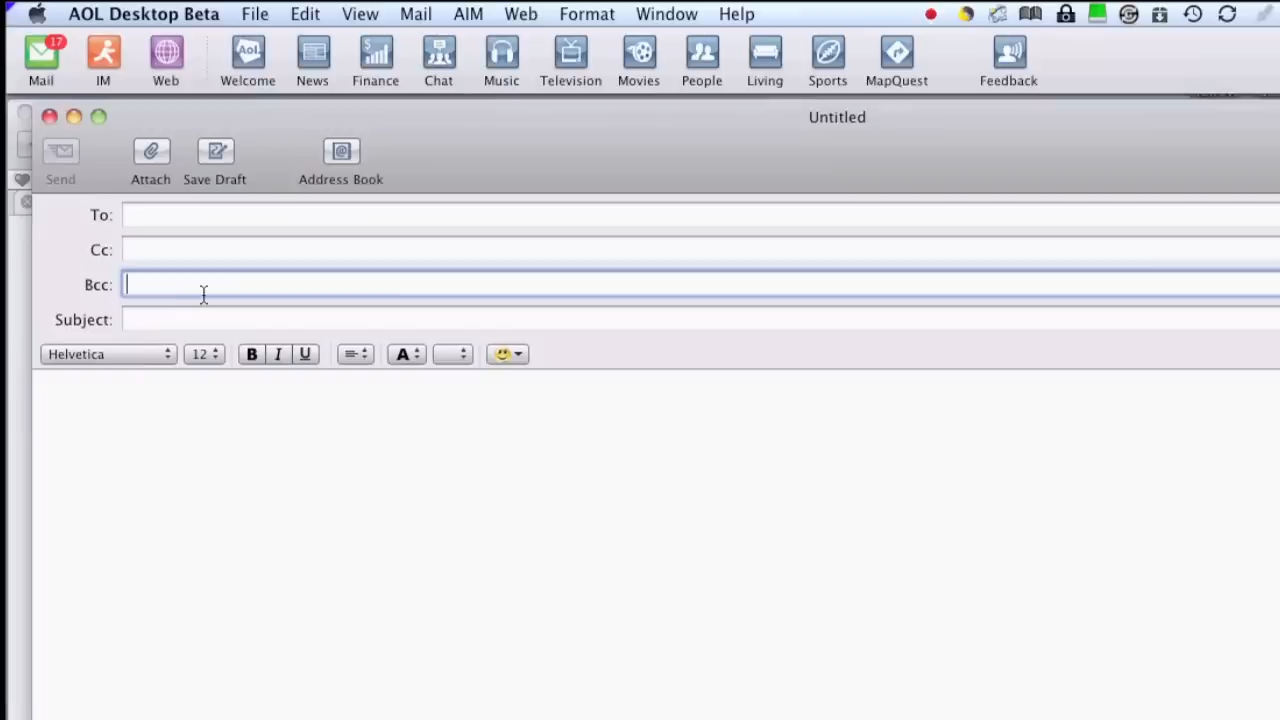 AOL Desktop Beta File Edit View Mail AIM Web Format Window Help
17
Aol.
Mail IM Web Welcome News Finance Chat Music Television Movies People Living Sports MapQuest Feedback
Untitled
Send Attach Save Draft Address Book
To:
Cc:
Bcc:
Subject:
Helvetica 12 B I U A